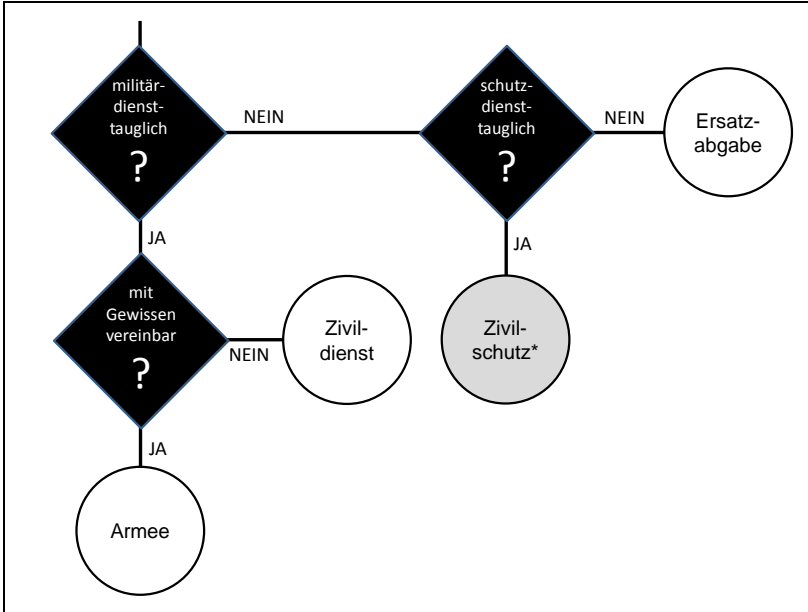 militär-
dienst-
tauglich
?
NEIN
schutz-
dienst-
tauglich
?
NEIN
Ersatz-
abgabe
JA
JA
mit
Gewissen
vereinbar
?
NEIN
Zivil-
dienst
Zivil-
schutz*
JA
Armee